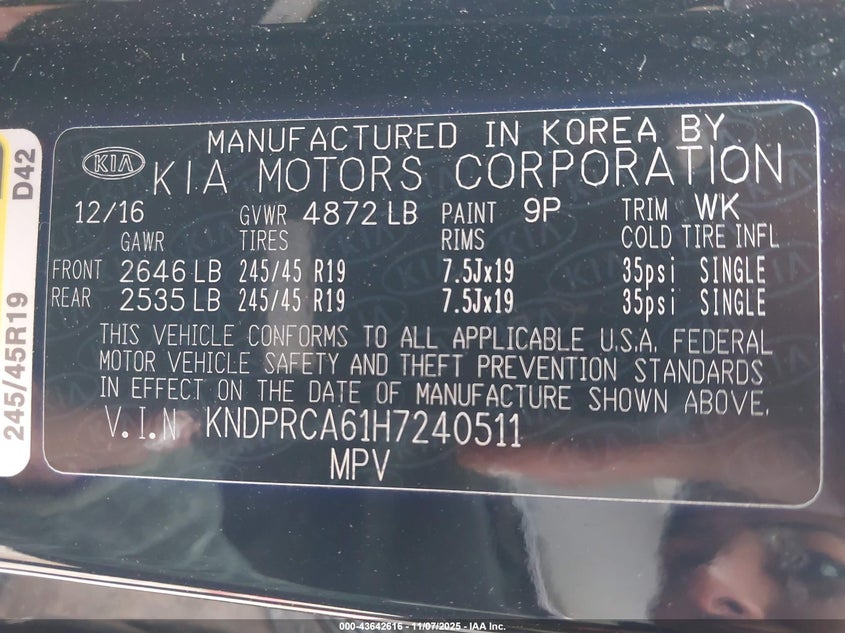 MANUFACTURED IN KOREA BY
KIA KIA MOTORS CORPORATION
12/16 GVWR 4872 LB PAINT 9P TRIM WK
GAWR TIRES RIMS COLD TIRE INFL
FRONT 2646 LB 245/45 R19 7.5Jx19 35psi SINGLE
REAR 2535 LB 245/45 R19 7.5Jx19 35psi SINGLE
THIS VEHICLE CONFORMS TO ALL APPLICABLE U.S.A. FEDERAL
MOTOR VEHICLE SAFETY AND THEFT PREVENTION STANDARDS
IN EFFECT ON THE DATE OF MANUFACTURE SHOWN ABOVE.
V.I.N KNDPRCA61H7240511
MPV
245/45R19 D42
000-43642616 - 11/07/2025 - IAA Inc.